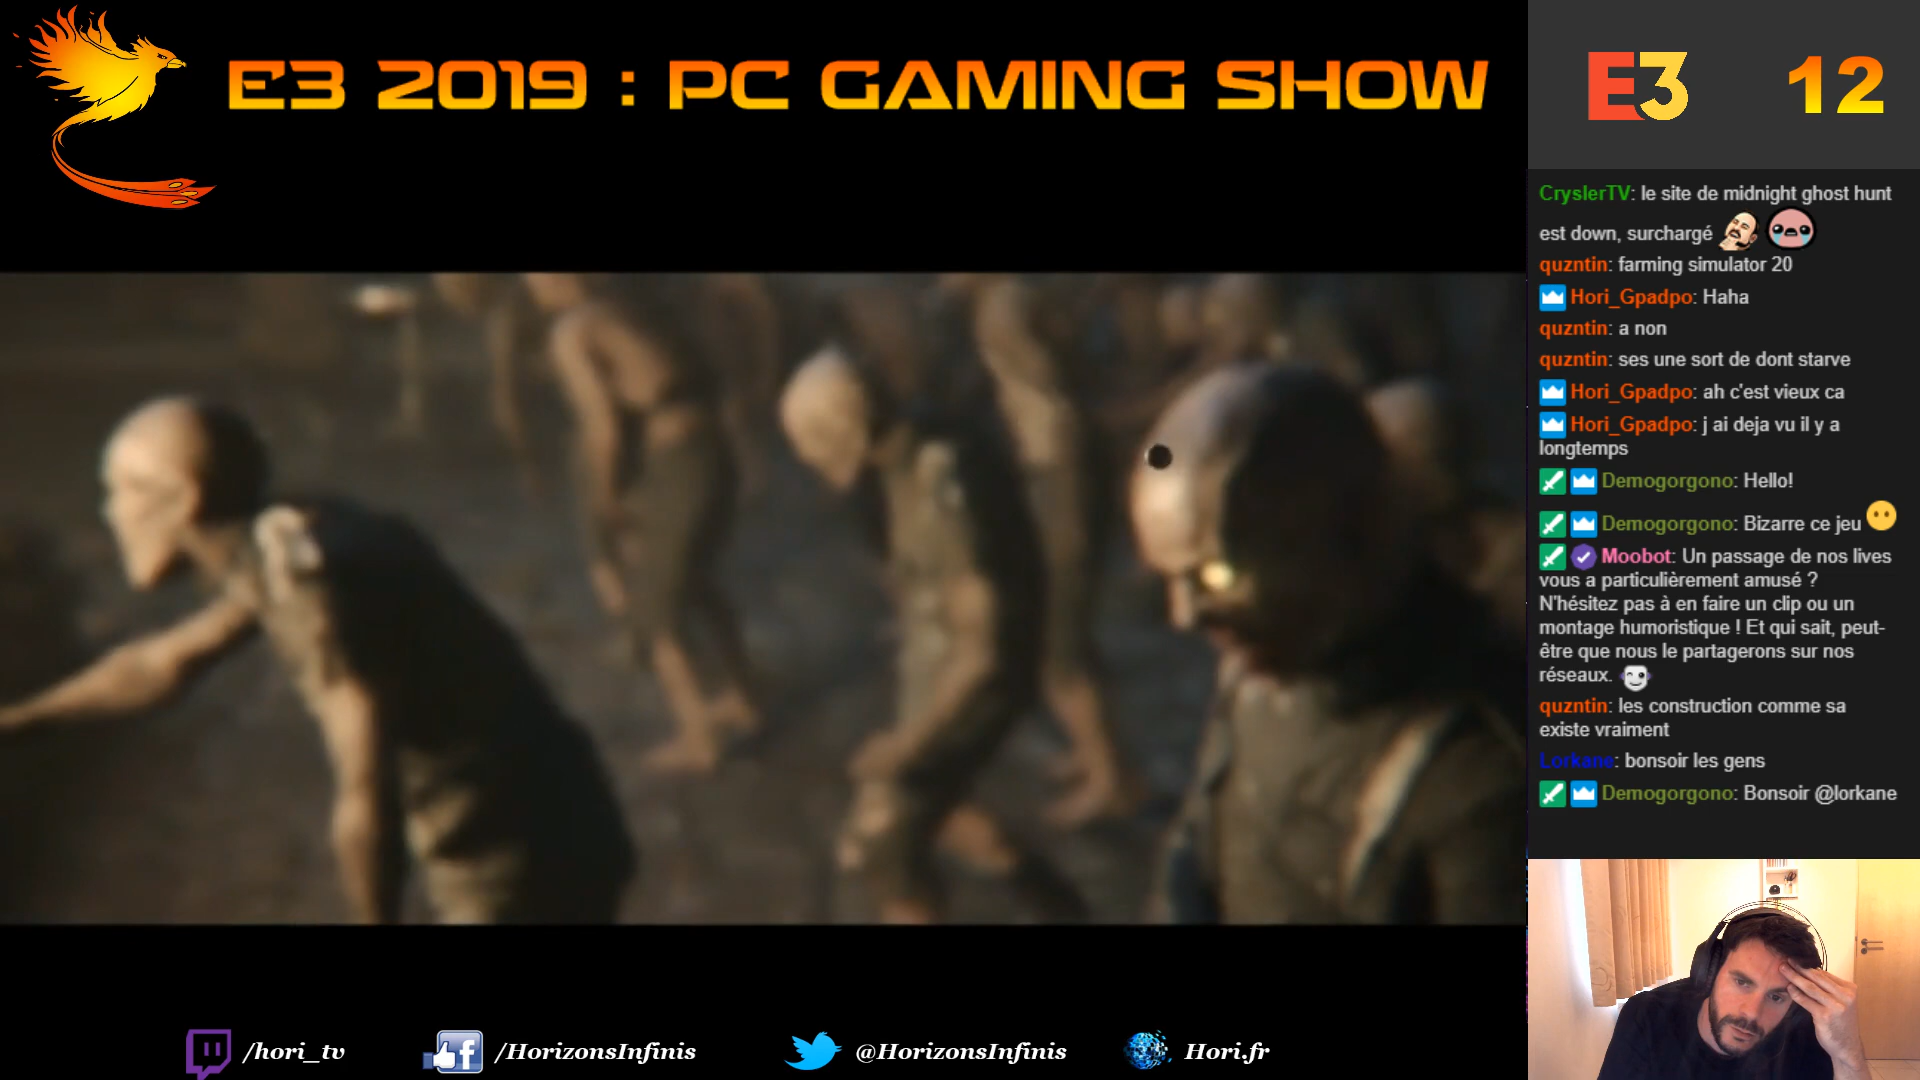 E3 2019 : PC GAMING SHOW
E3
12
CryslerTV: le site de midnight ghost hunt
est down, surchargé
quzntin: farming simulator 20
Hori_Gpadpo: Haha
quzntin: a non
quzntin: ses une sort de dont starve
Hori_Gpadpo: ah c'est vieux ca
Hori_Gpadpo: j ai deja vu il y a
longtemps
Demogorgono: Hello!
Demogorgono: Bizarre ce jeu
Moobot: Un passage de nos lives
vous a particulièrement amusé ?
N'hésitez pas à en faire un clip ou un
montage humoristique ! Et qui sait, peut-
être que nous le partagerons sur nos
réseaux.
quzntin: les construction comme sa
existe vraiment
Lorkane: bonsoir les gens
Demogorgono: Bonsoir @lorkane
/hori_tv
/HorizonsInfinis
@HorizonsInfinis
Hori.fr